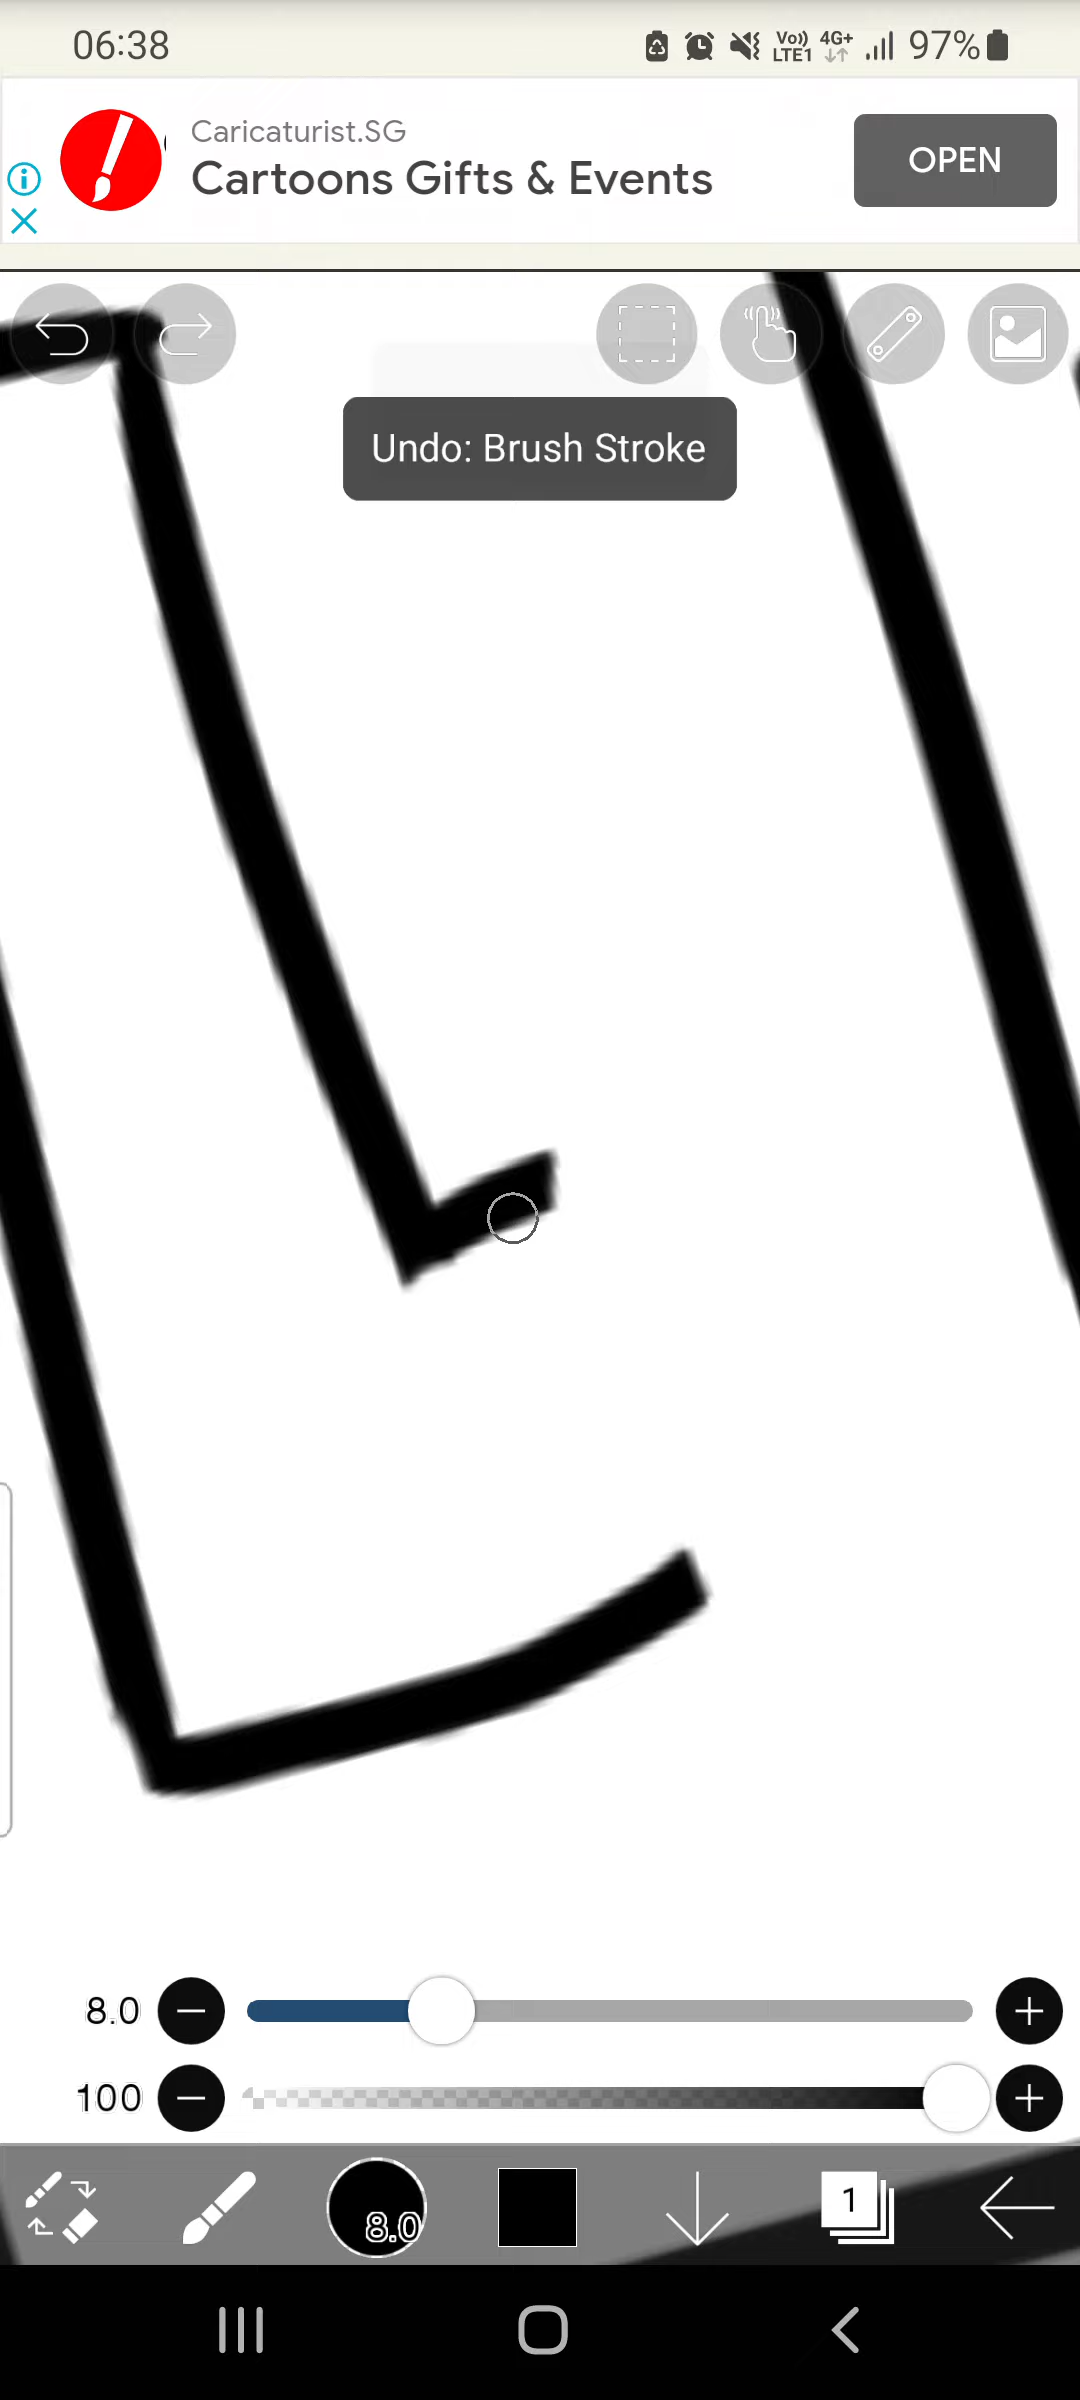 06:38
Vo)) LTE1 4G+ 97%
Caricaturist.SG
Cartoons Gifts & Events
OPEN
Undo: Brush Stroke
8.0
100
8.0
1